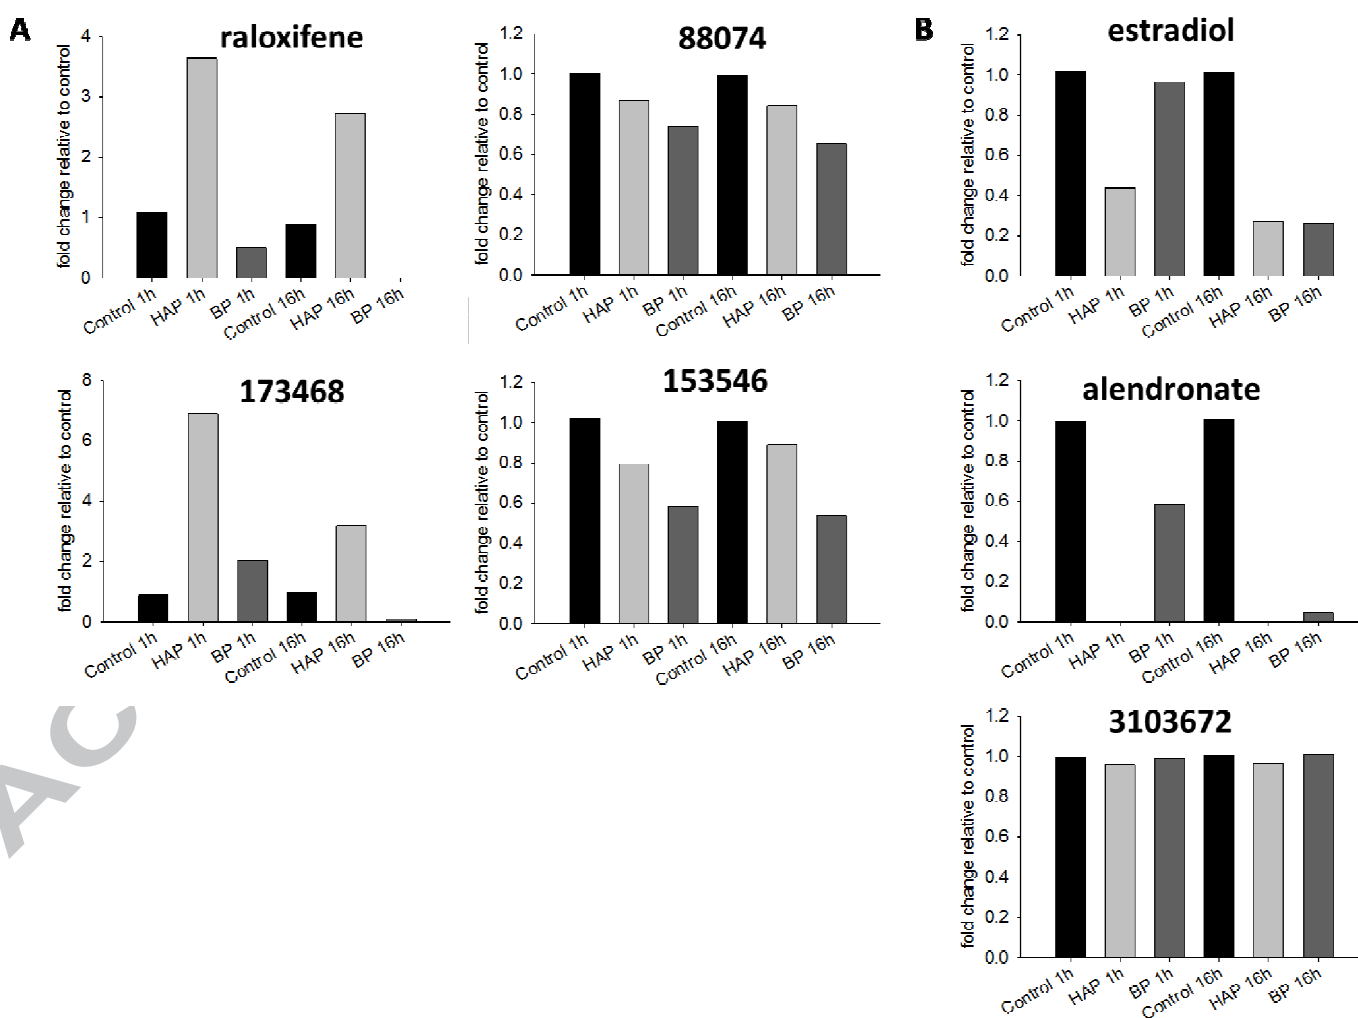 A
raloxifene
fold change relative to control
4
3
2
1
0
Control 1h
HAP 1h
BP 1h
Control 16h
HAP 16h
BP 16h
88074
fold change relative to control
1.2
1.0
0.8
0.6
0.4
0.2
0.0
Control 1h
HAP 1h
BP 1h
Control 16h
HAP 16h
BP 16h
B
estradiol
fold change relative to control
1.2
1.0
0.8
0.6
0.4
0.2
0.0
Control 1h
HAP 1h
BP 1h
Control 16h
HAP 16h
BP 16h
173468
fold change relative to control
8
6
4
2
0
Control 1h
HAP 1h
BP 1h
Control 16h
HAP 16h
BP 16h
153546
fold change relative to control
1.2
1.0
0.8
0.6
0.4
0.2
0.0
Control 1h
HAP 1h
BP 1h
Control 16h
HAP 16h
BP 16h
alendronate
fold change relative to control
1.2
1.0
0.8
0.6
0.4
0.2
0.0
Control 1h
HAP 1h
BP 1h
Control 16h
HAP 16h
BP 16h
3103672
fold change relative to control
1.2
1.0
0.8
0.6
0.4
0.2
0.0
Control 1h
HAP 1h
BP 1h
Control 16h
HAP 16h
BP 16h
Ac